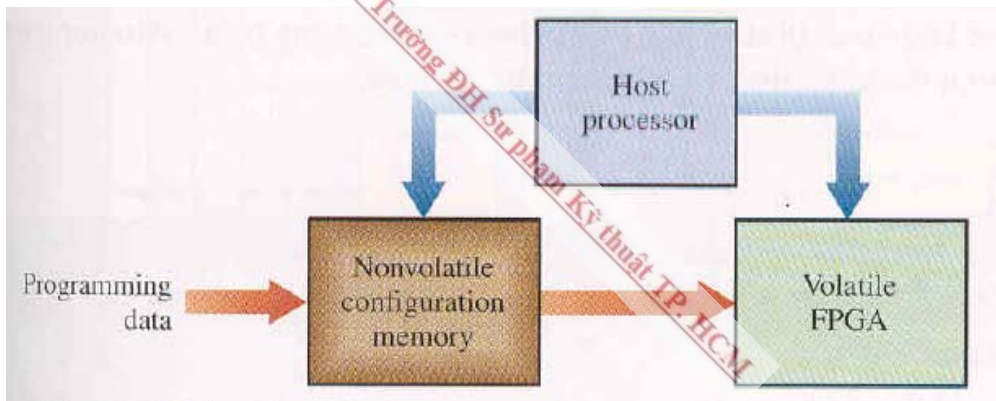 Host
processor
Programming
data
Nonvolatile
configuration
memory
Volatile
FPGA
Trường ĐH Sư phạm Kỹ thuật TP. HCM